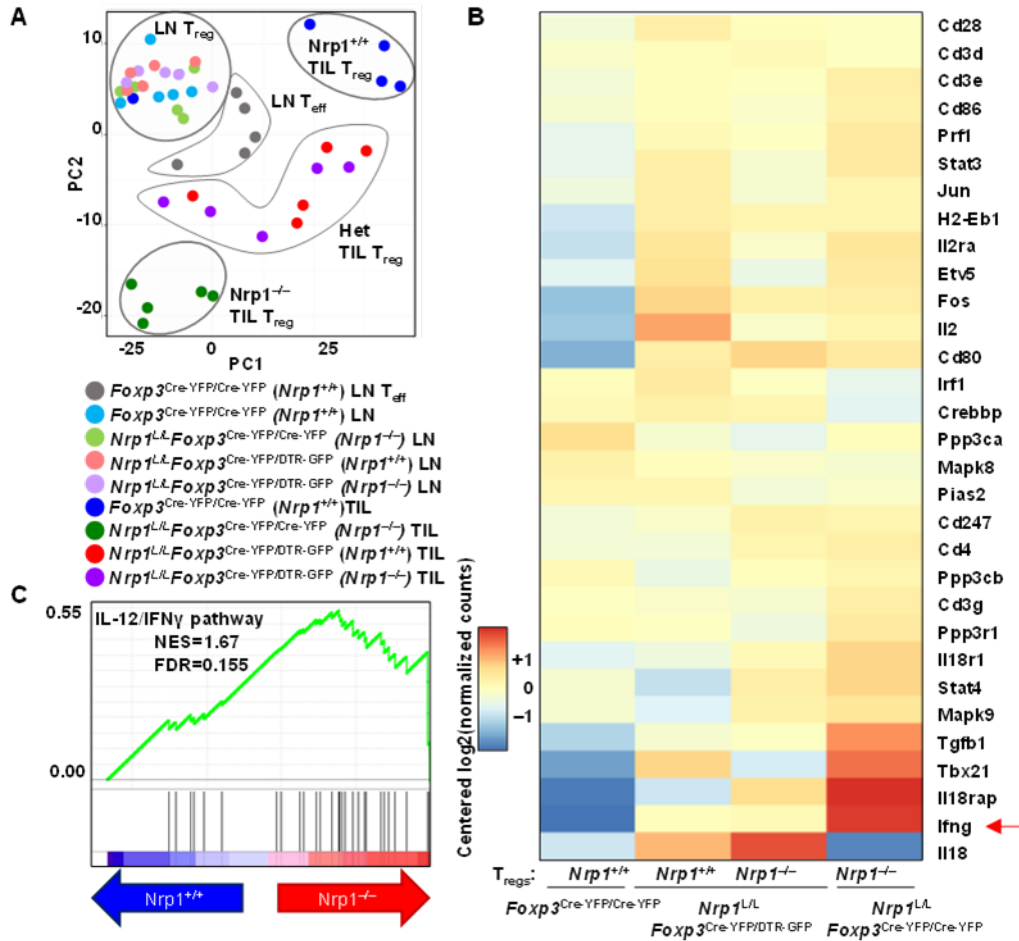 A
LN Treg
Nrp1+/+
TIL Treg
LN Teff
Het
TIL Treg
Nrp1–/–
TIL Treg
10
0
-10
-20
PC2
-25
0
25
PC1
Foxp3Cre-YFP/Cre-YFP (Nrp1+/+) LN Teff
Foxp3Cre-YFP/Cre-YFP (Nrp1+/+) LN
Nrp1L/LFoxp3Cre-YFP/Cre-YFP (Nrp1–/–) LN
Nrp1L/LFoxp3Cre-YFP/DTR-GFP (Nrp1+/+) LN
Nrp1L/LFoxp3Cre-YFP/DTR-GFP (Nrp1–/–) LN
Foxp3Cre-YFP/Cre-YFP (Nrp1+/+)TIL
Nrp1L/LFoxp3Cre-YFP/Cre-YFP (Nrp1–/–) TIL
Nrp1L/LFoxp3Cre-YFP/DTR-GFP (Nrp1+/+) TIL
Nrp1L/LFoxp3Cre-YFP/DTR-GFP (Nrp1–/–) TIL
C
0.55
0.00
IL-12/IFNγ pathway
NES=1.67
FDR=0.155
Nrp1+/+
Nrp1–/–
B
Centered log2(normalized counts)
+1
0
−1
Cd28
Cd3d
Cd3e
Cd86
Prf1
Stat3
Jun
H2-Eb1
Il2ra
Etv5
Fos
Il2
Cd80
Irf1
Crebbp
Ppp3ca
Mapk8
Pias2
Cd247
Cd4
Ppp3cb
Cd3g
Ppp3r1
Il18r1
Stat4
Mapk9
Tgfb1
Tbx21
Il18rap
Ifng
Il18
Tregs: Nrp1+/+ Nrp1+/+ Nrp1–/– Nrp1–/–
Foxp3Cre-YFP/Cre-YFP Nrp1L/L Nrp1L/L
Foxp3Cre-YFP/DTR-GFP Foxp3Cre-YFP/Cre-YFP